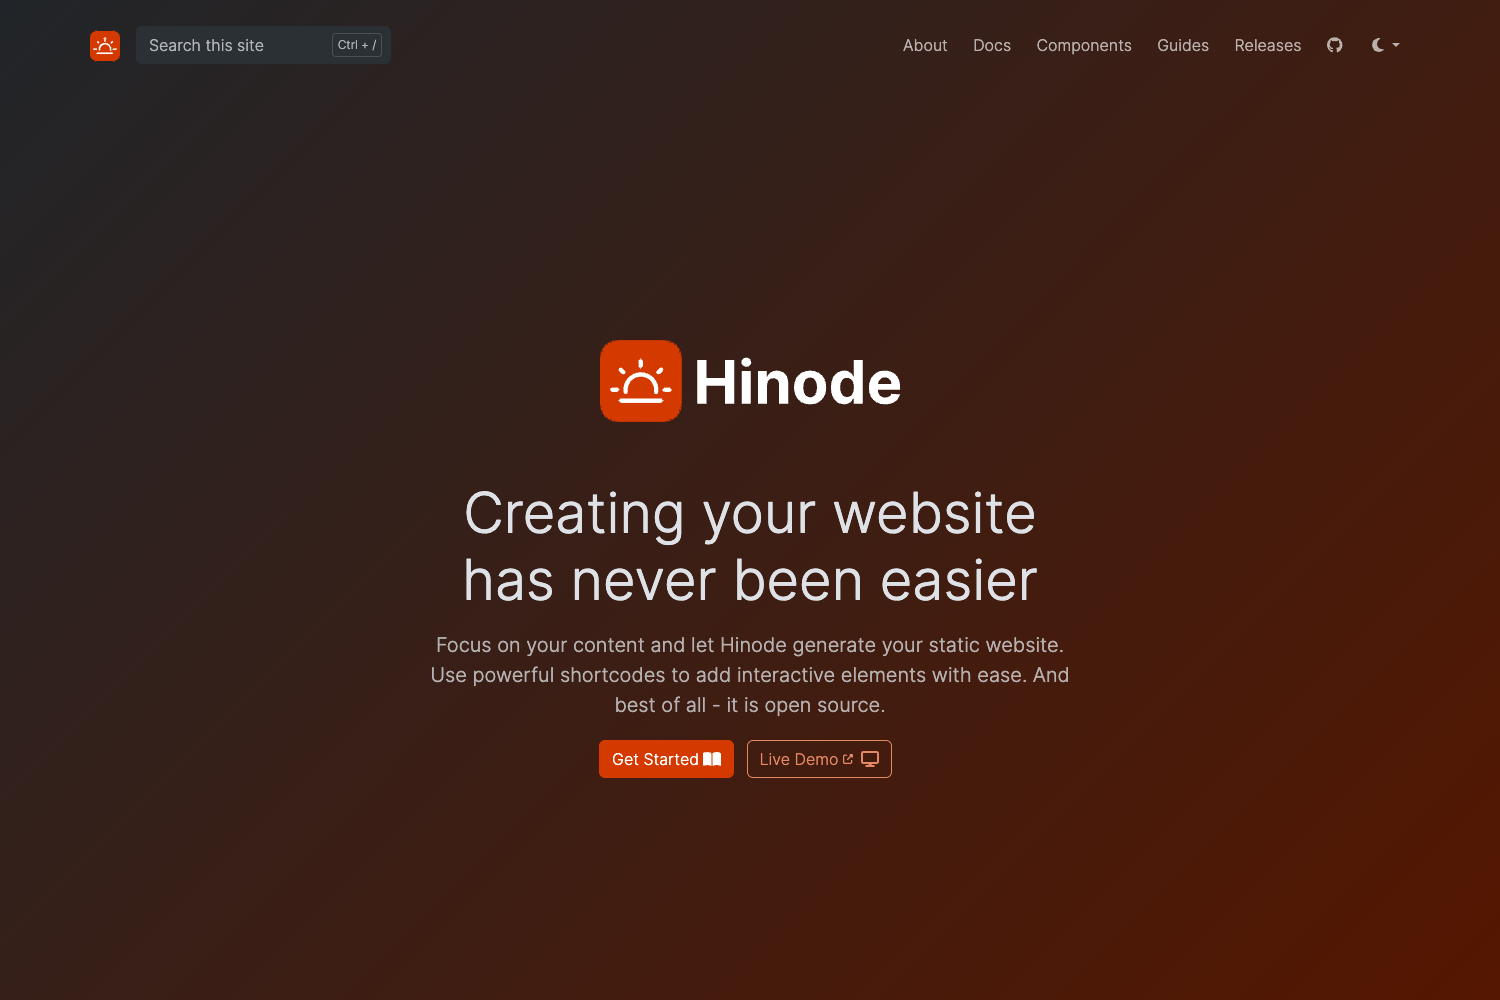 Search this site
Ctrl + /
About
Docs
Components
Guides
Releases
Hinode
Creating your website
has never been easier
Focus on your content and let Hinode generate your static website.
Use powerful shortcodes to add interactive elements with ease. And
best of all - it is open source.
Get Started
Live Demo